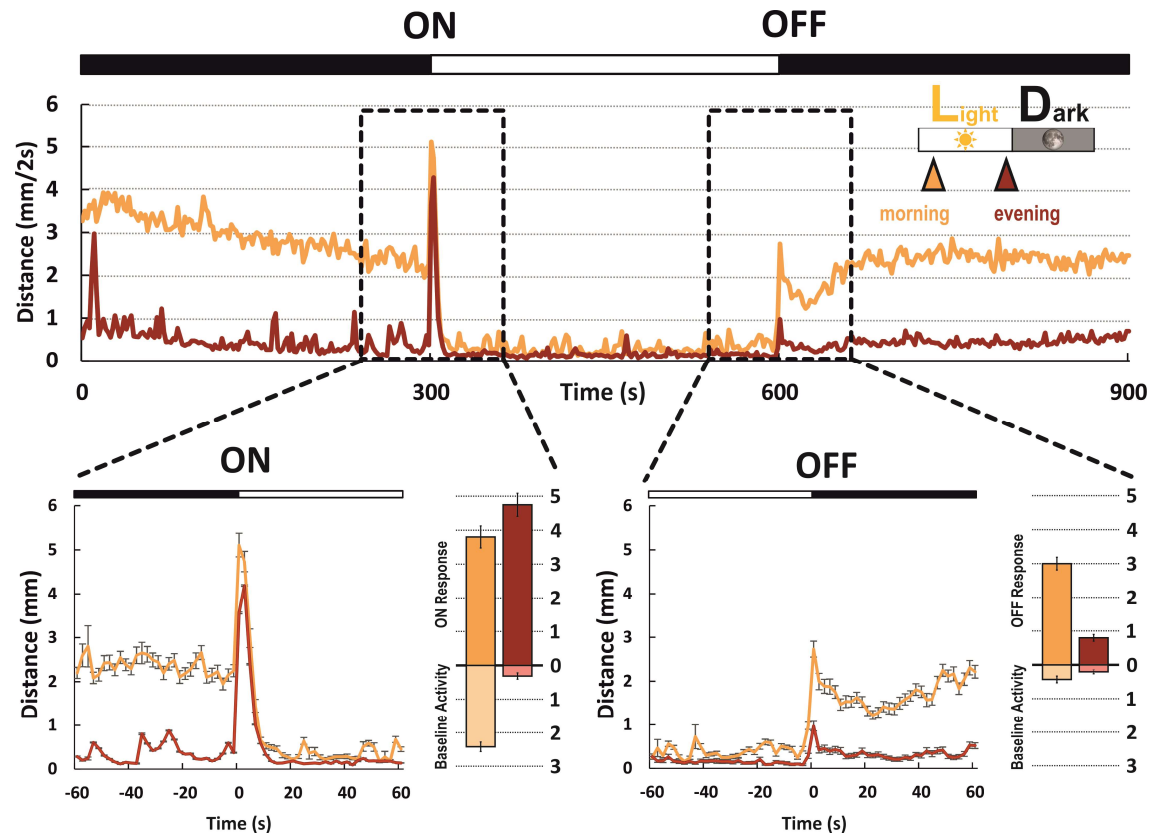 ON OFF
6
5
4
3
2
1
0
Distance (mm/2s)
Light Dark
morning evening
0 300 Time (s) 600 900
ON
6
5
4
3
2
1
0
Distance (mm)
-60 -40 -20 0 20 40 60
Time (s)
ON Response
Baseline Activity
5
4
3
2
1
0
1
2
3
OFF
6
5
4
3
2
1
0
Distance (mm)
-60 -40 -20 0 20 40 60
Time (s)
OFF Response
Baseline Activity
5
4
3
2
1
0
1
2
3